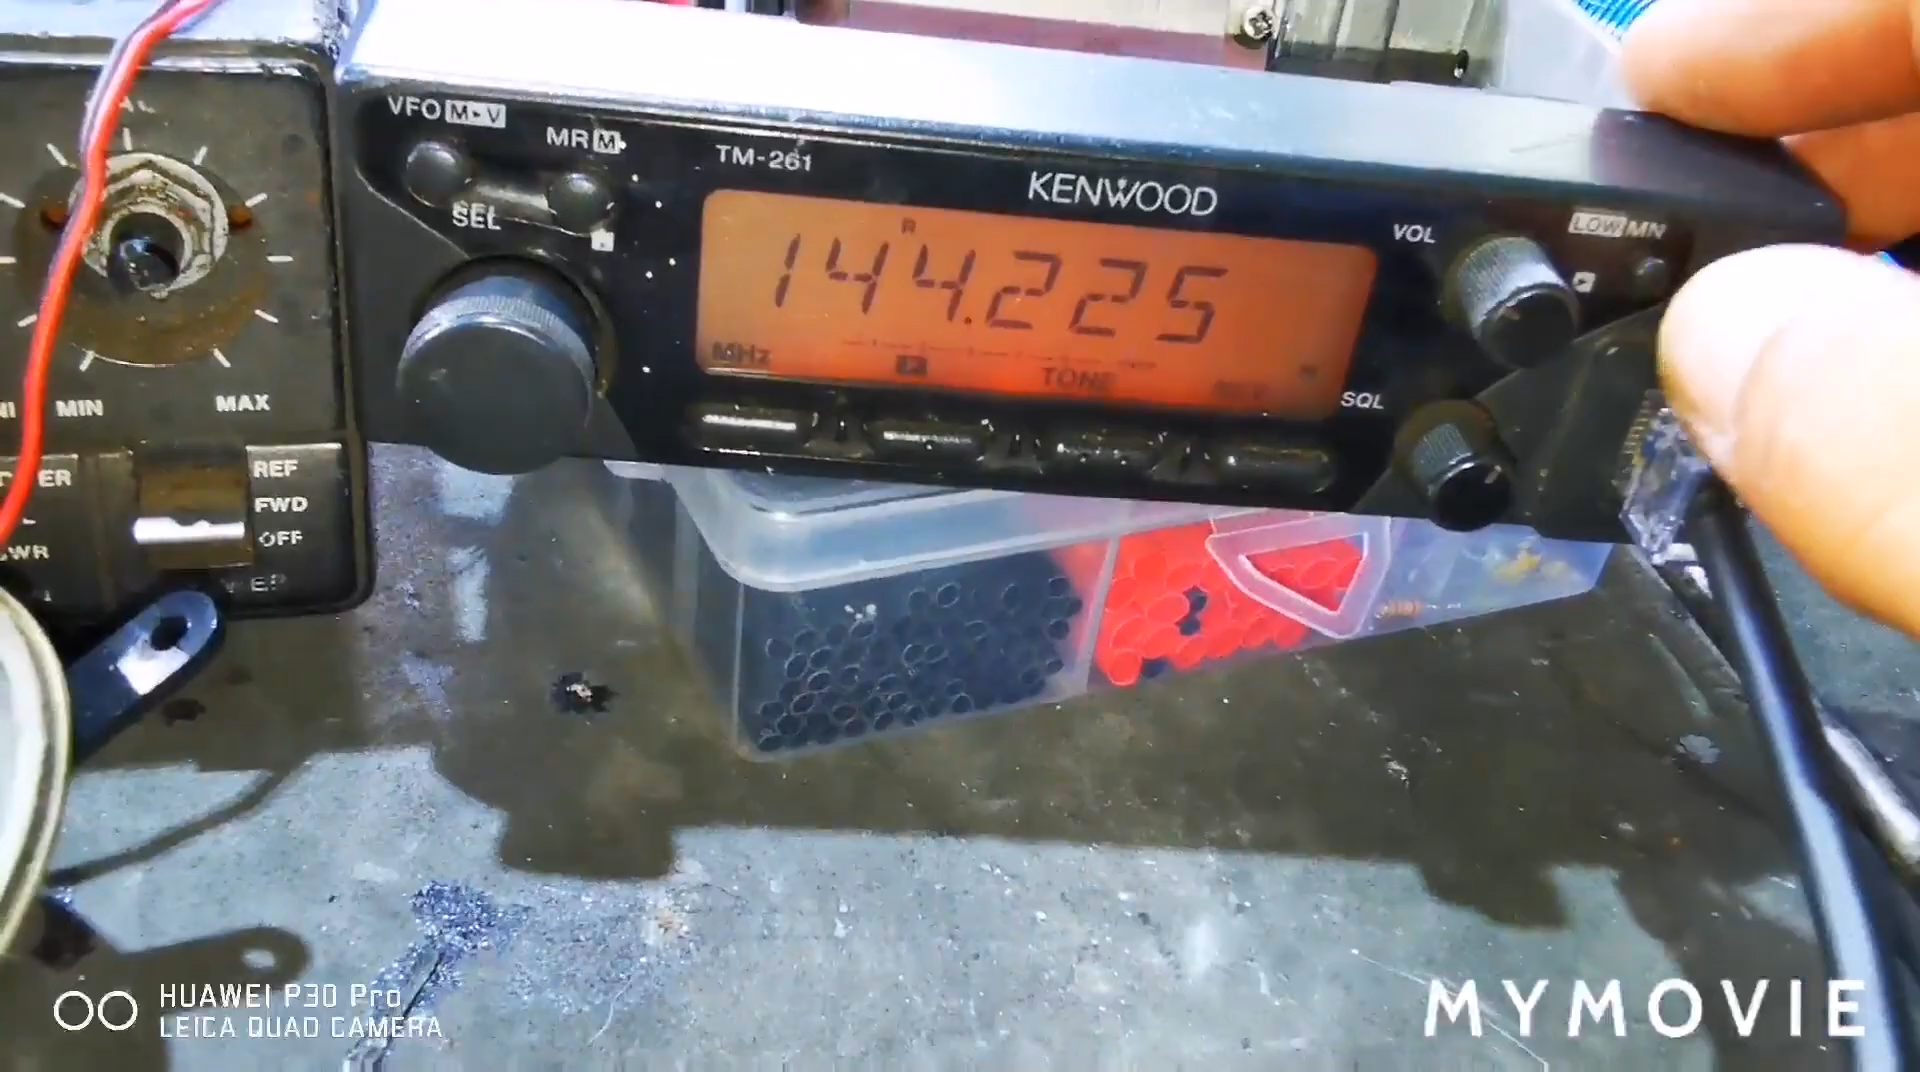 VFO M▸V
MR M
TM-261
KENWOOD
SEL
VOL
LOW MN
144.225
MHz
TONE
SQL
MIN
MAX
REF
FWD
OFF
ER
HUAWEI P30 Pro
LEICA QUAD CAMERA
MYMOVIE